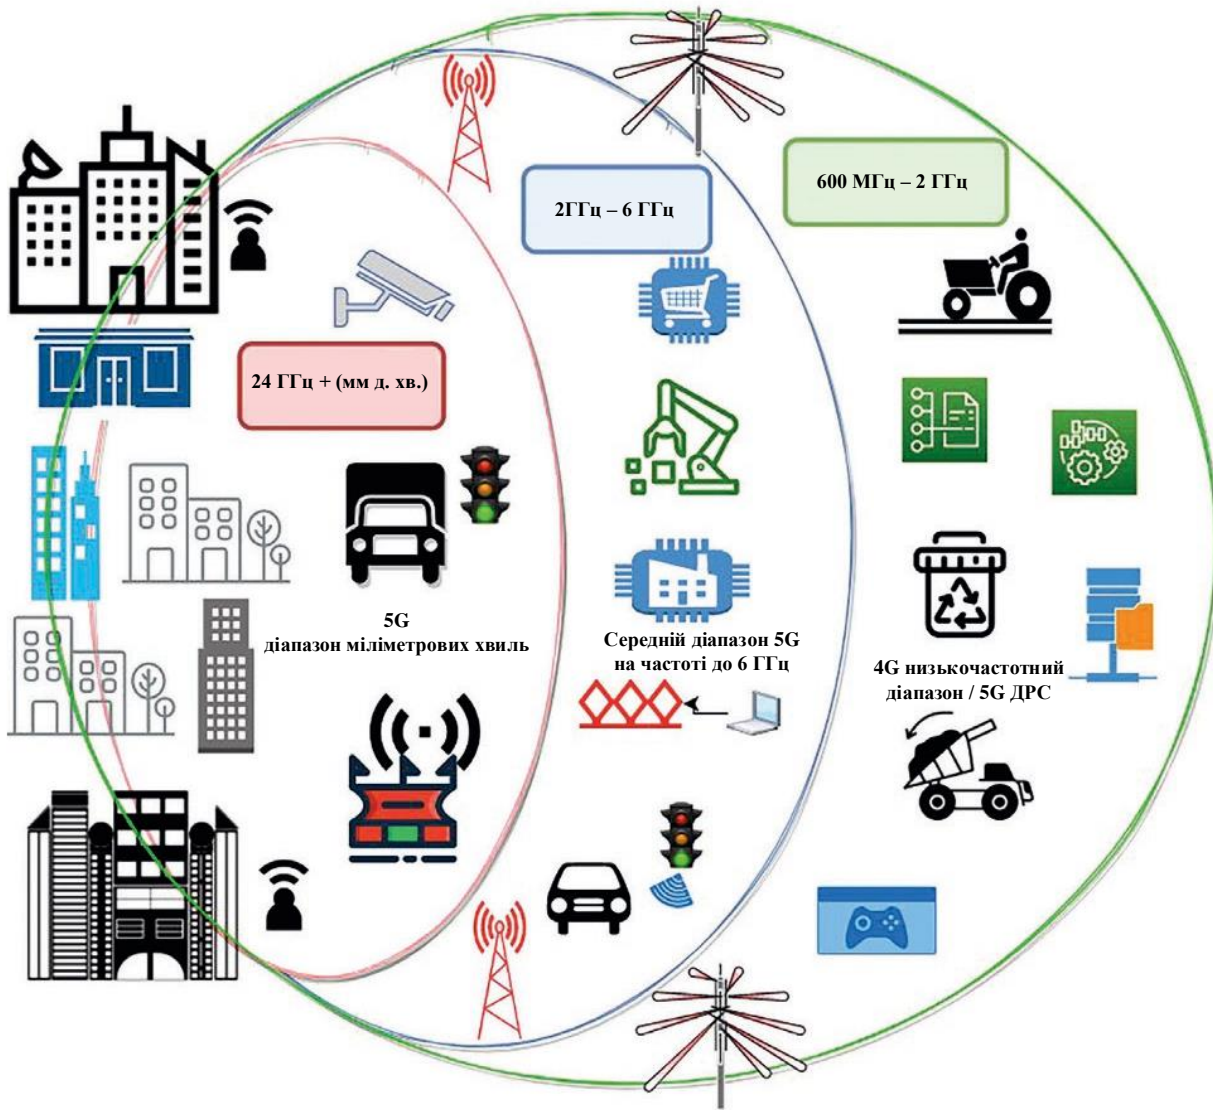 600 МГц – 2 ГГц
2ГГц – 6 ГГц
24 ГГц + (мм д. хв.)
5G
діапазон міліметрових хвиль
Середній діапазон 5G
на частоті до 6 ГГц
4G низькочастотний
діапазон / 5G ДРС